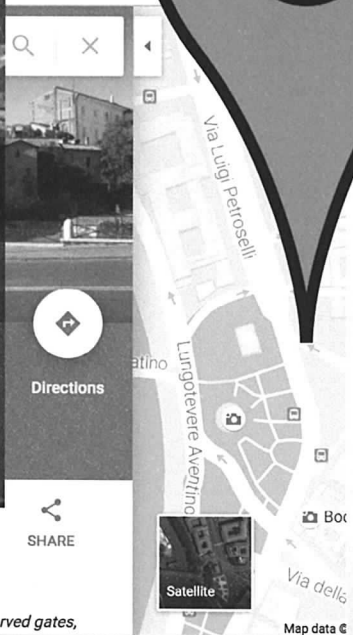 Via Luigi Petroselli
Directions
atino
Lungotevere Aventino
SHARE
Satellite
Boc
Via della
rved gates,
Map data ©